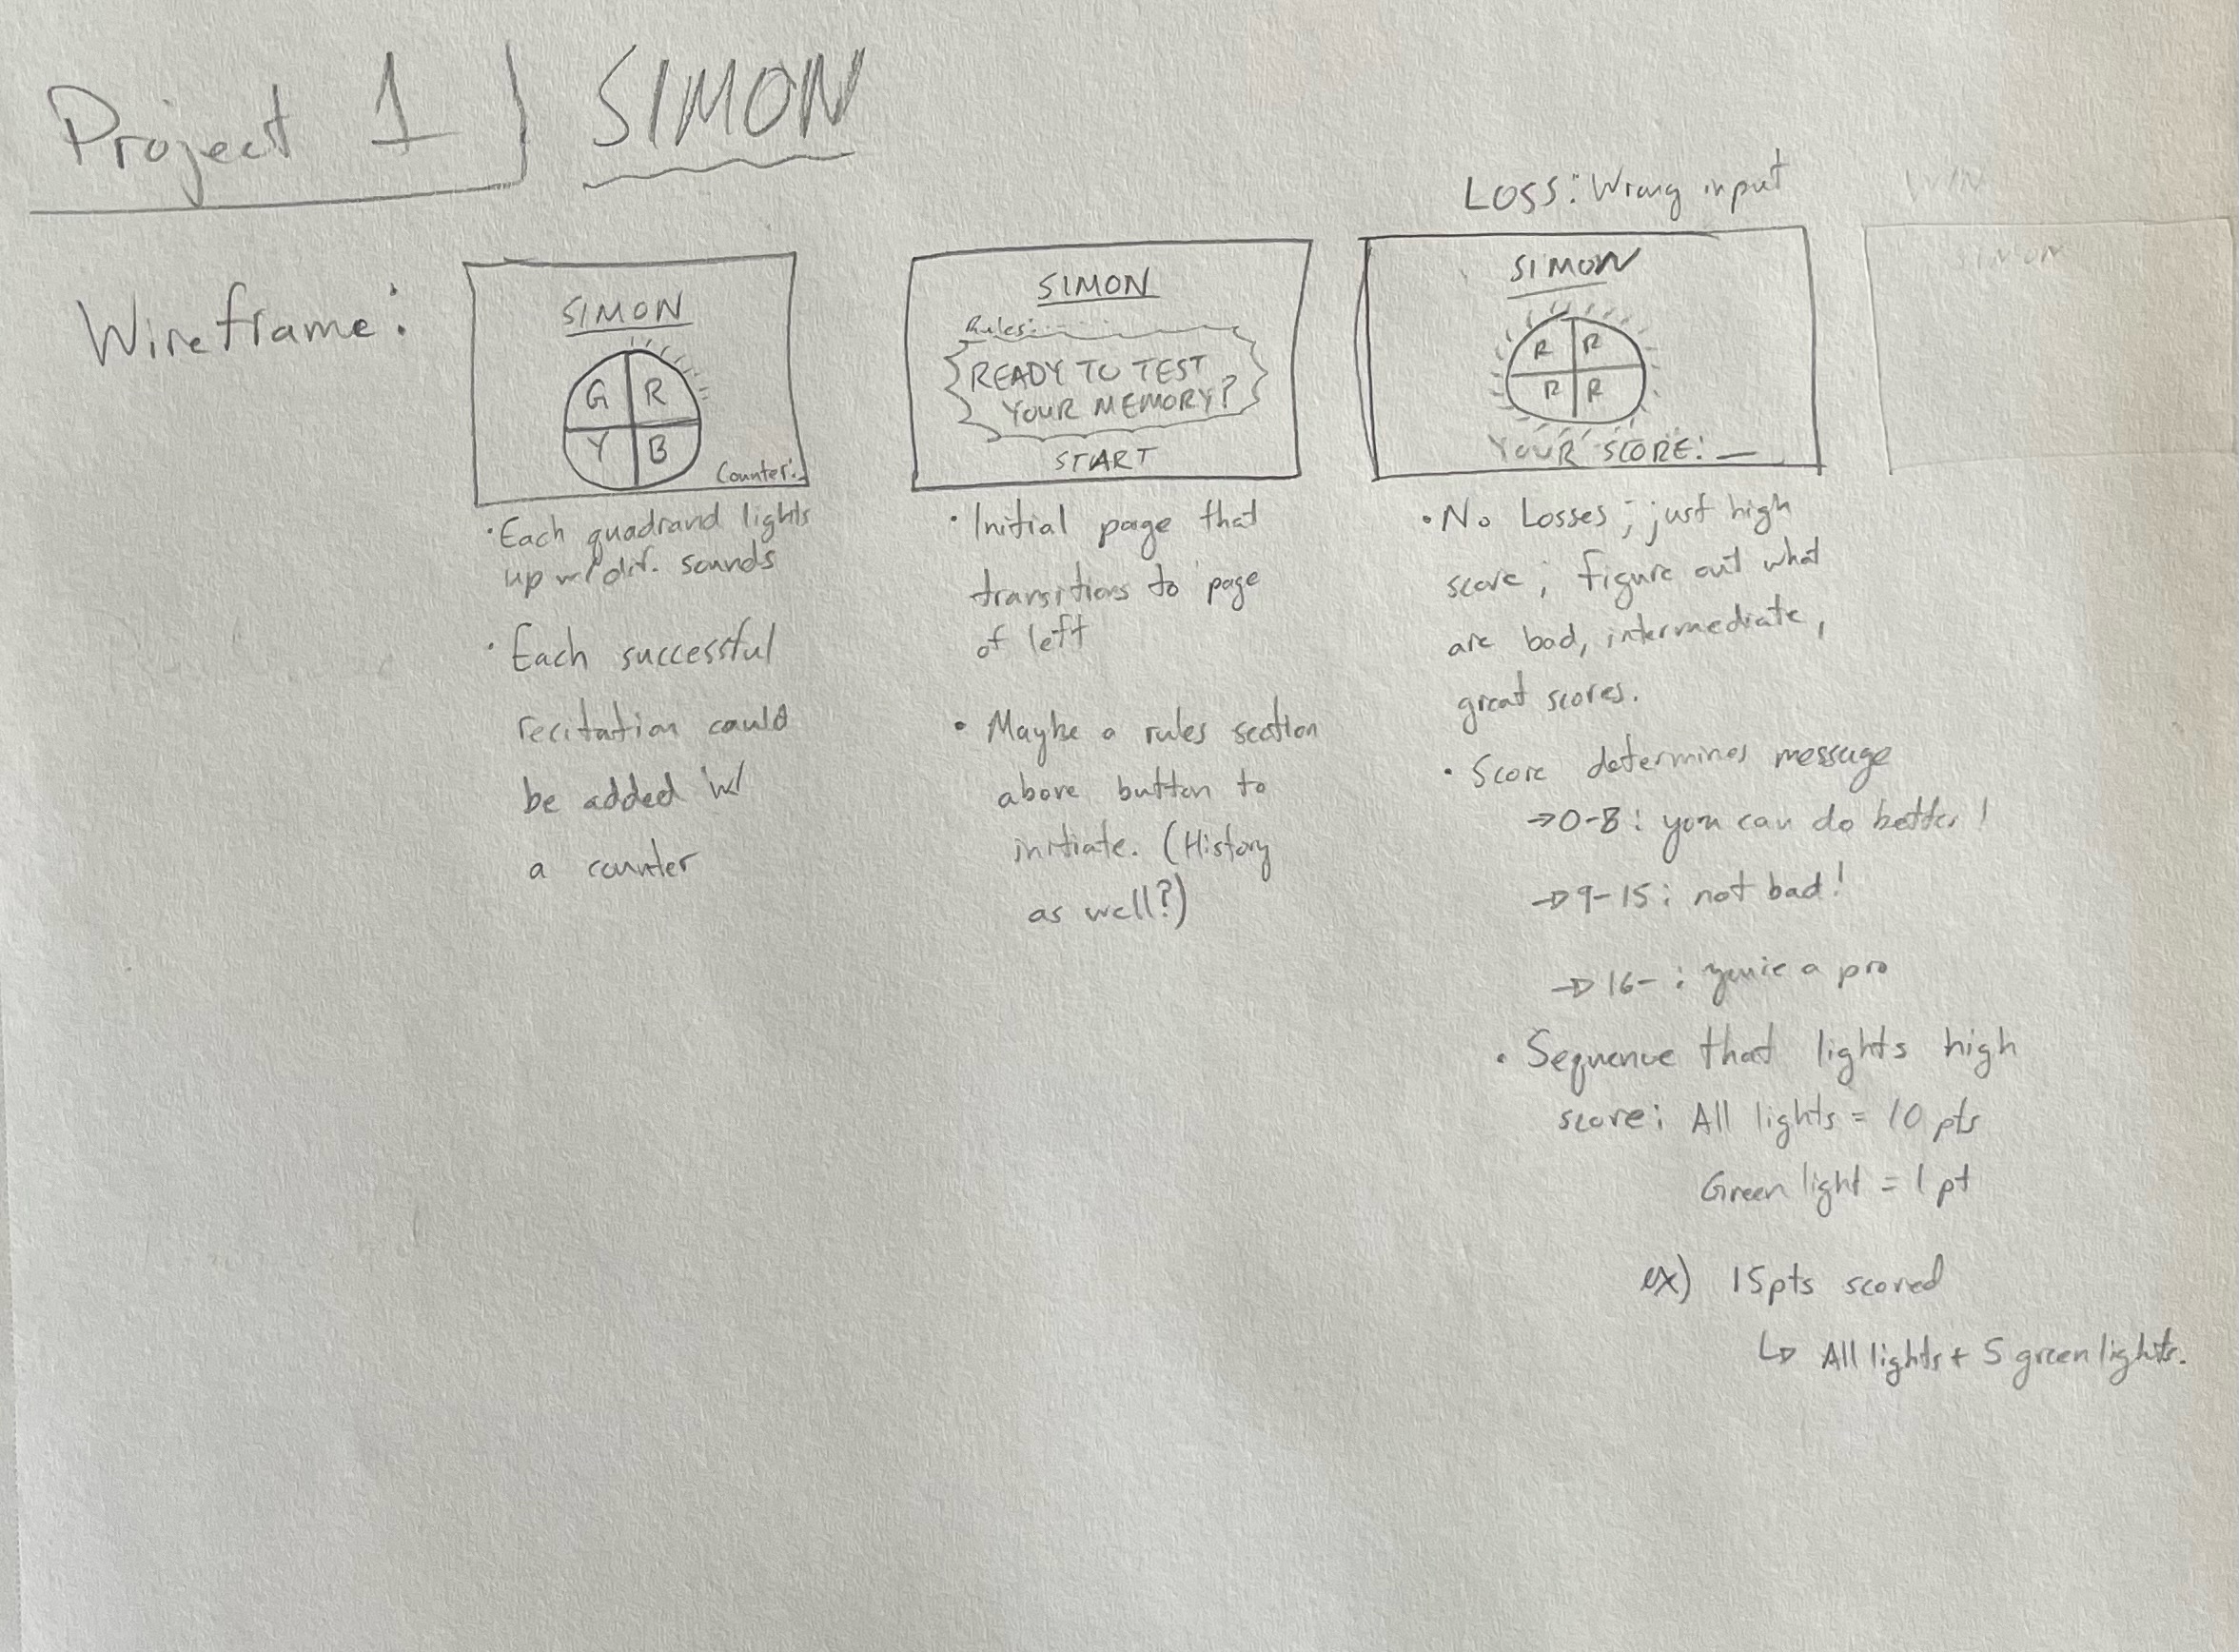 Project 1
SIMON
Wireframe:
SIMON
G R
Y B
Counter:_
• Each quadrand lights
up w/ dif. sounds
• Each successful
recitation could
be added w/
a counter
SIMON
Rules:
READY TO TEST
YOUR MEMORY?
START
• Initial page that
transitions to page
of left
• Maybe a rules section
above button to
initiate. (History
as well?)
LOSS: Wrong input
SIMON
R R
R R
YOUR SCORE: _
• No Losses; just high
score; figure out what
are bad, intermediate,
great scores.
• Score determines message
→ 0-8: you can do better!
→ 9-15: not bad!
→ 16- : you're a pro
• Sequence that lights high
score: All lights = 10 pts
Green light = 1 pt
ex) 15pts scored
↳ All lights + 5 green lights.
WIN
SIMON